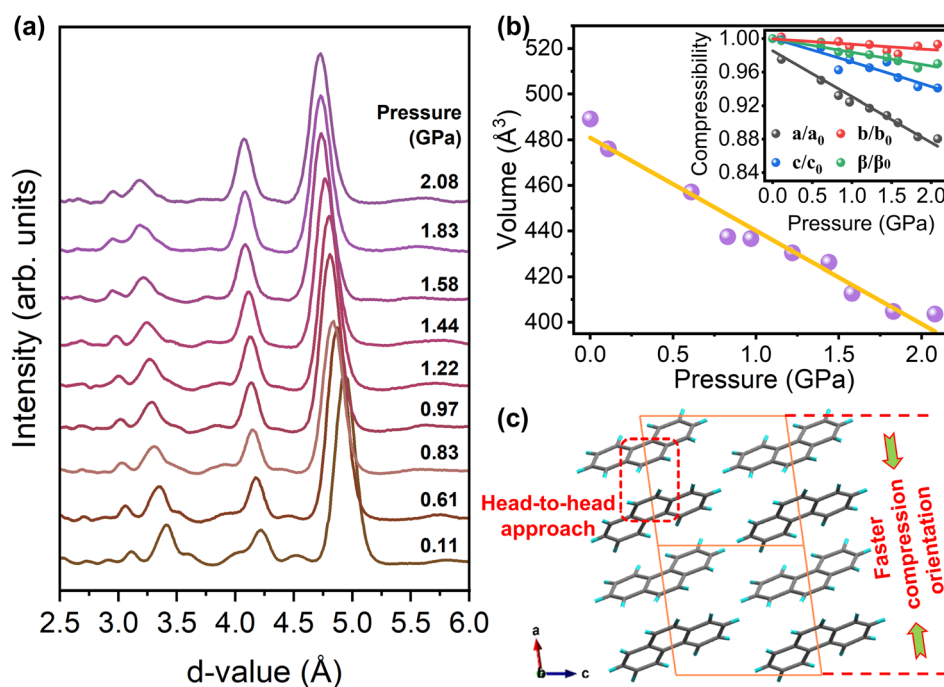 (a)
Intensity (arb. units)
Pressure
(GPa)
2.08
1.83
1.58
1.44
1.22
0.97
0.83
0.61
0.11
2.5 3.0 3.5 4.0 4.5 5.0 5.5 6.0
d-value (Å)
(b)
Volume (Å³)
520
500
480
460
440
420
400
0.0 0.5 1.0 1.5 2.0
Pressure (GPa)
Compressibility
1.00
0.96
0.92
0.88
0.84
a/a₀ b/b₀
c/c₀ β/β₀
0.0 0.5 1.0 1.5 2.0
Pressure (GPa)
(c)
Head-to-head
approach
Faster
compression
orientation
a
c